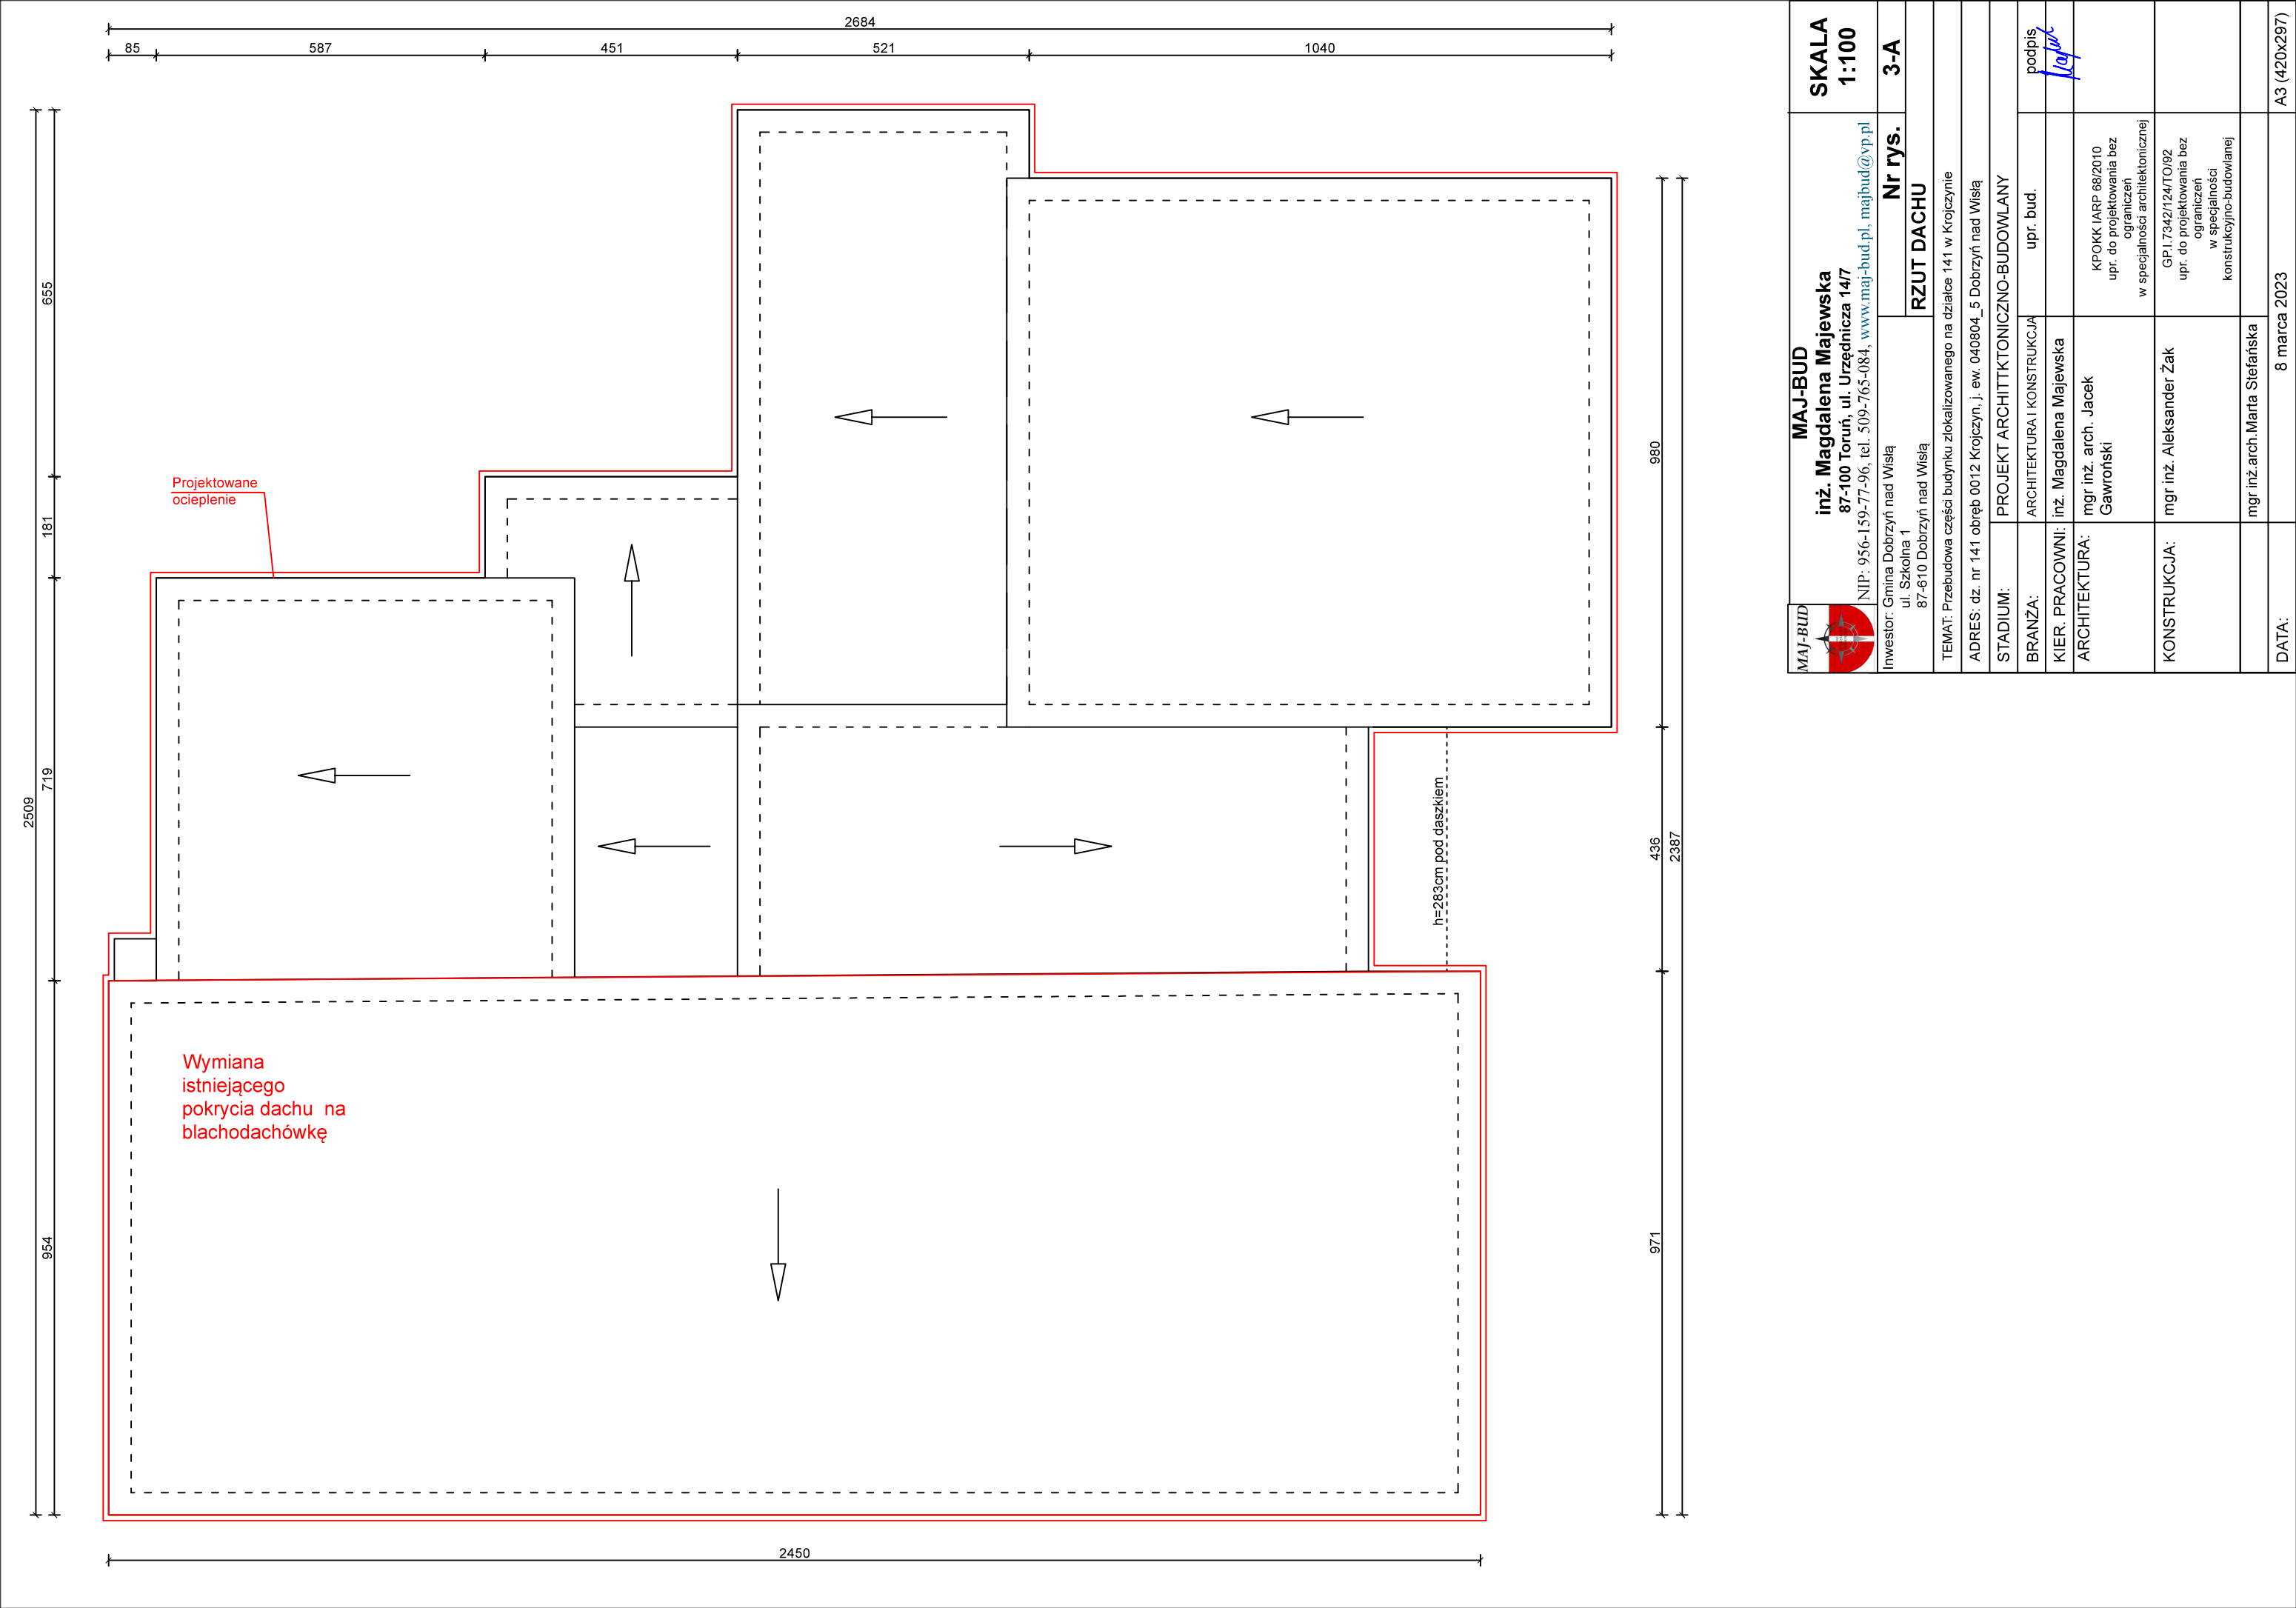 2684
85
587
451
521
1040
655
181
719
954
2509
Projektowane
ocieplenie
980
436
971
2387
h=283cm pod daszkiem
Wymiana
istniejącego
pokrycia dachu na
blachodachówkę
2450
MAJ-BUD
MAJ-BUD
inż. Magdalena Majewska
87-100 Toruń, ul. Urzędnicza 14/7
NIP: 956-159-77-96, tel. 509-765-084, www.maj-bud.pl, majbud@vp.pl
SKALA
1:100
Inwestor: Gmina Dobrzyń nad Wisłą
ul. Szkolna 1
87-610 Dobrzyń nad Wisłą
Nr rys.
3-A
RZUT DACHU
TEMAT: Przebudowa części budynku zlokalizowanego na działce 141 w Krojczynie
ADRES: dz. nr 141 obręb 0012 Krojczyn, j. ew. 040804_5 Dobrzyń nad Wisłą
STADIUM: PROJEKT ARCHITTKTONICZNO-BUDOWLANY
BRANŻA: ARCHITEKTURA I KONSTRUKCJA upr. bud. podpis
KIER. PRACOWNI: inż. Magdalena Majewska
ARCHITEKTURA: mgr inż. arch. Jacek
Gawroński
KPOKK IARP 68/2010
upr. do projektowania bez
ograniczeń
w specjalności architektonicznej
KONSTRUKCJA: mgr inż. Aleksander Żak
GP.I.7342/124/TO/92
upr. do projektowania bez
ograniczeń
w specjalności
konstrukcyjno-budowlanej
mgr inż.arch.Marta Stefańska
DATA: 8 marca 2023 A3 (420x297)